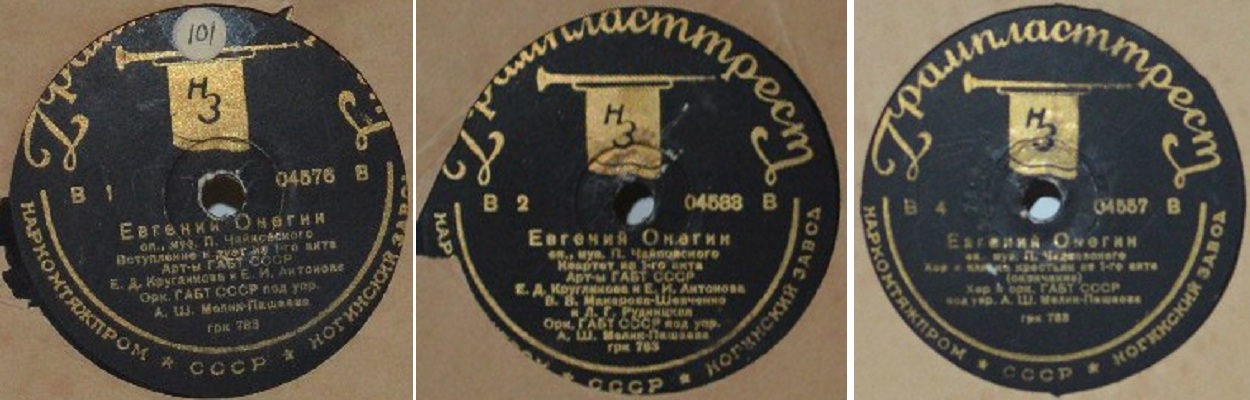 101
Грампласттрест
НЗ
В 1 04576 В
Евгений Онегин
оп., муз. П. Чайковского
Вступление и дуэт из 1-го акта
Арт-ы ГАБТ СССР
Е. Д. Кругликова и Е. И. Антонова
Орк. ГАБТ СССР под упр.
А. Ш. Мелик-Пашаева
грк 783
НАРКОМТЯЖПРОМ ★ СССР ★ НОГИНСКИЙ ЗАВОД
Грампласттрест
НЗ
В 2 04588 В
Евгений Онегин
оп., муз. П. Чайковского
Квартет из 1-го акта
Арт-ы ГАБТ СССР
Е. Д. Кругликова и Е. И. Антонова
В. В. Макарова-Шевченко
и Л. Г. Рудницкая
Орк. ГАБТ СССР под упр.
А. Ш. Мелик-Пашаева
грк 783
НАР ПРОМ ★ СССР ★ НОГИНСКИЙ ЗАВОД
Грампласттрест
НЗ
В 4 04557 В
Евгений Онегин
оп., муз. П. Чайковского
Хор и пляска крестьян из 1-го акта
(окончание)
Хор и орк. ГАБТ СССР
под упр. А. Ш. Мелик-Пашаева
грк 783
НАРКОМТЯЖПРОМ ★ СССР ★ НОГИНСКИЙ ЗАВОД